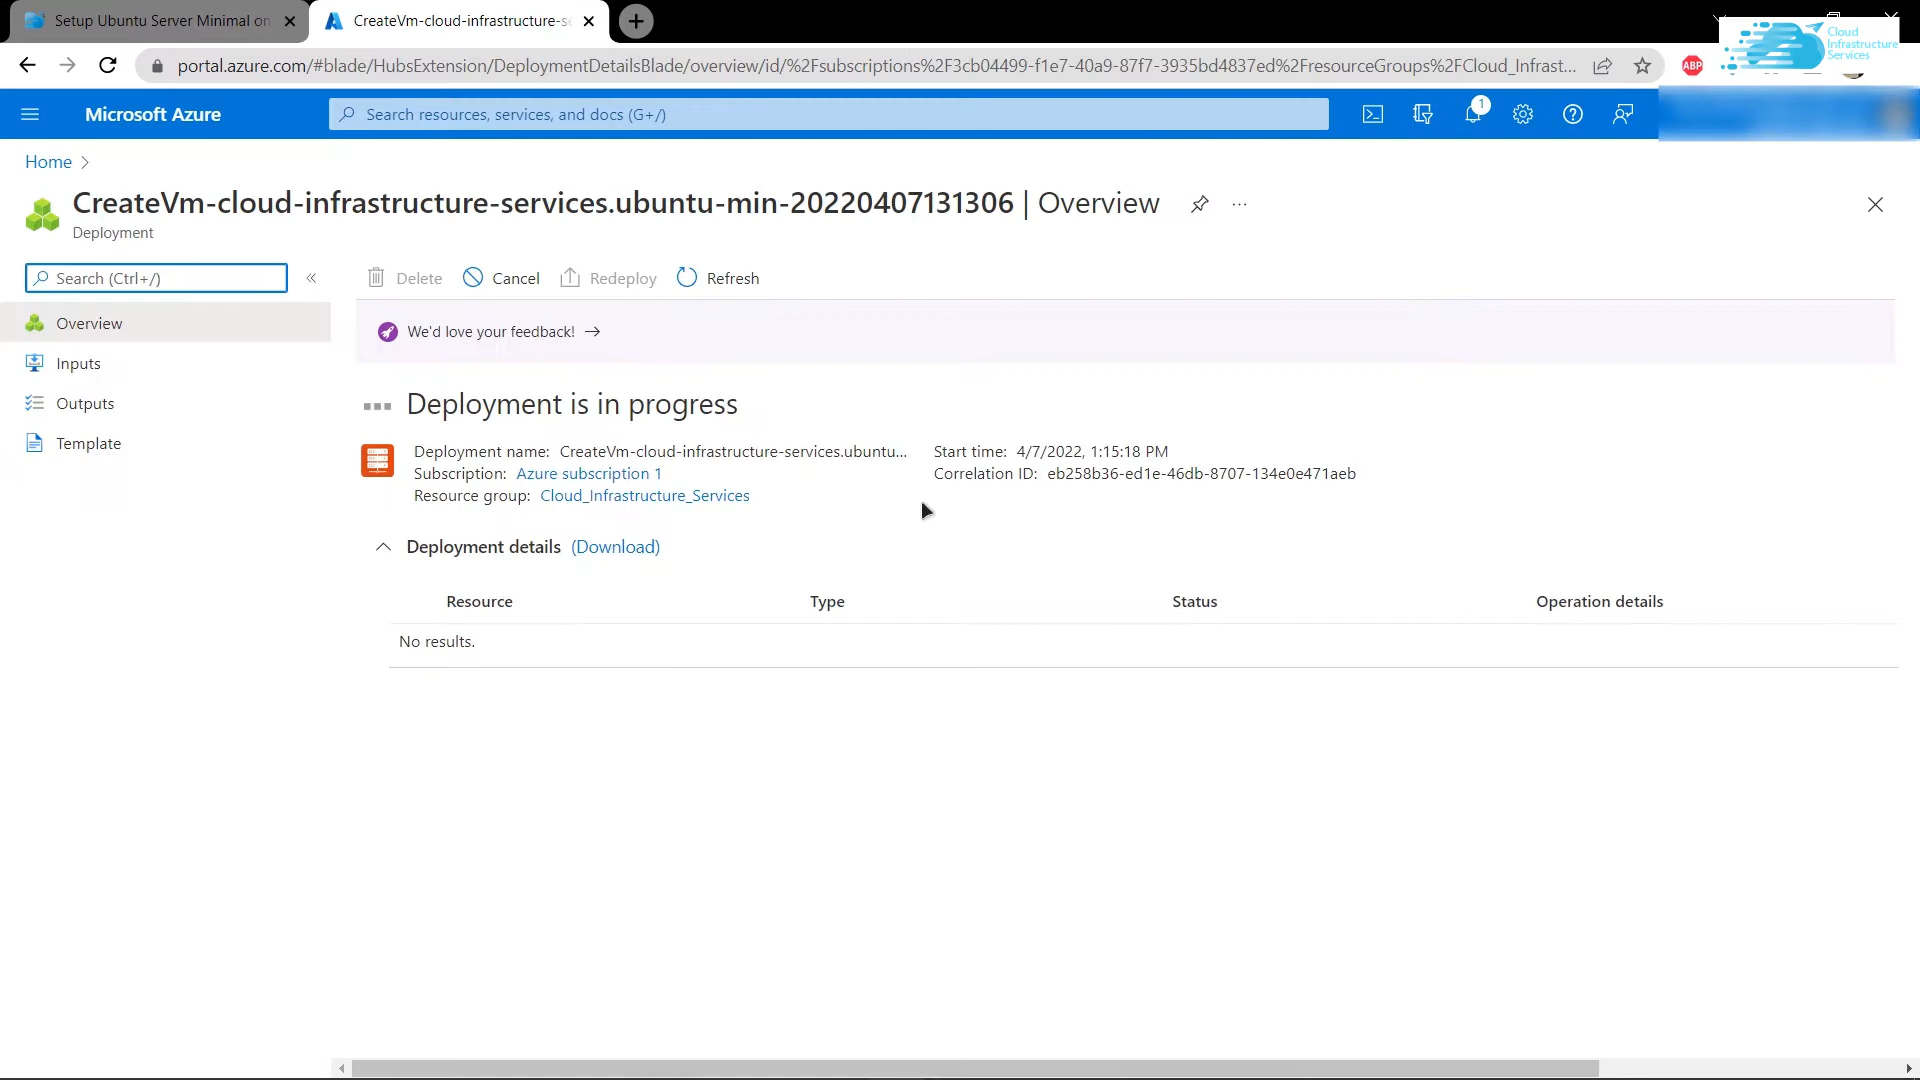 Setup Ubuntu Server Minimal on
CreateVm-cloud-infrastructure-se
Cloud
Infrastructure
Services
portal.azure.com/#blade/HubsExtension/DeploymentDetailsBlade/overview/id/%2Fsubscriptions%2F3cb04499-f1e7-40a9-87f7-3935bd4837ed%2FresourceGroups%2FCloud_Infrast...
ABP
Microsoft Azure
Search resources, services, and docs (G+/)
1
Home
CreateVm-cloud-infrastructure-services.ubuntu-min-20220407131306 | Overview
Deployment
Search (Ctrl+/)
Delete
Cancel
Redeploy
Refresh
Overview
Inputs
Outputs
Template
We'd love your feedback!
Deployment is in progress
Deployment name: CreateVm-cloud-infrastructure-services.ubuntu...
Subscription: Azure subscription 1
Resource group: Cloud_Infrastructure_Services
Start time: 4/7/2022, 1:15:18 PM
Correlation ID: eb258b36-ed1e-46db-8707-134e0e471aeb
Deployment details (Download)
Resource Type Status Operation details
No results.